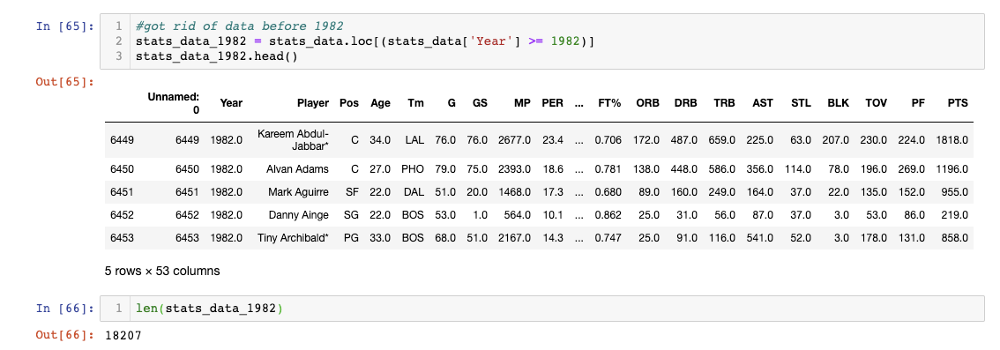 In [65]:
1 #got rid of data before 1982
2 stats_data_1982 = stats_data.loc[(stats_data['Year'] >= 1982)]
3 stats_data_1982.head()
Out[65]:
Unnamed: 0 Year Player Pos Age Tm G GS MP PER ... FT% ORB DRB TRB AST STL BLK TOV PF PTS
6449 6449 1982.0 Kareem Abdul-Jabbar* C 34.0 LAL 76.0 76.0 2677.0 23.4 ... 0.706 172.0 487.0 659.0 225.0 63.0 207.0 230.0 224.0 1818.0
6450 6450 1982.0 Alvan Adams C 27.0 PHO 79.0 75.0 2393.0 18.6 ... 0.781 138.0 448.0 586.0 356.0 114.0 78.0 196.0 269.0 1196.0
6451 6451 1982.0 Mark Aguirre SF 22.0 DAL 51.0 20.0 1468.0 17.3 ... 0.680 89.0 160.0 249.0 164.0 37.0 22.0 135.0 152.0 955.0
6452 6452 1982.0 Danny Ainge SG 22.0 BOS 53.0 1.0 564.0 10.1 ... 0.862 25.0 31.0 56.0 87.0 37.0 3.0 53.0 86.0 219.0
6453 6453 1982.0 Tiny Archibald* PG 33.0 BOS 68.0 51.0 2167.0 14.3 ... 0.747 25.0 91.0 116.0 541.0 52.0 3.0 178.0 131.0 858.0
5 rows × 53 columns
In [66]:
1 len(stats_data_1982)
Out[66]: 18207